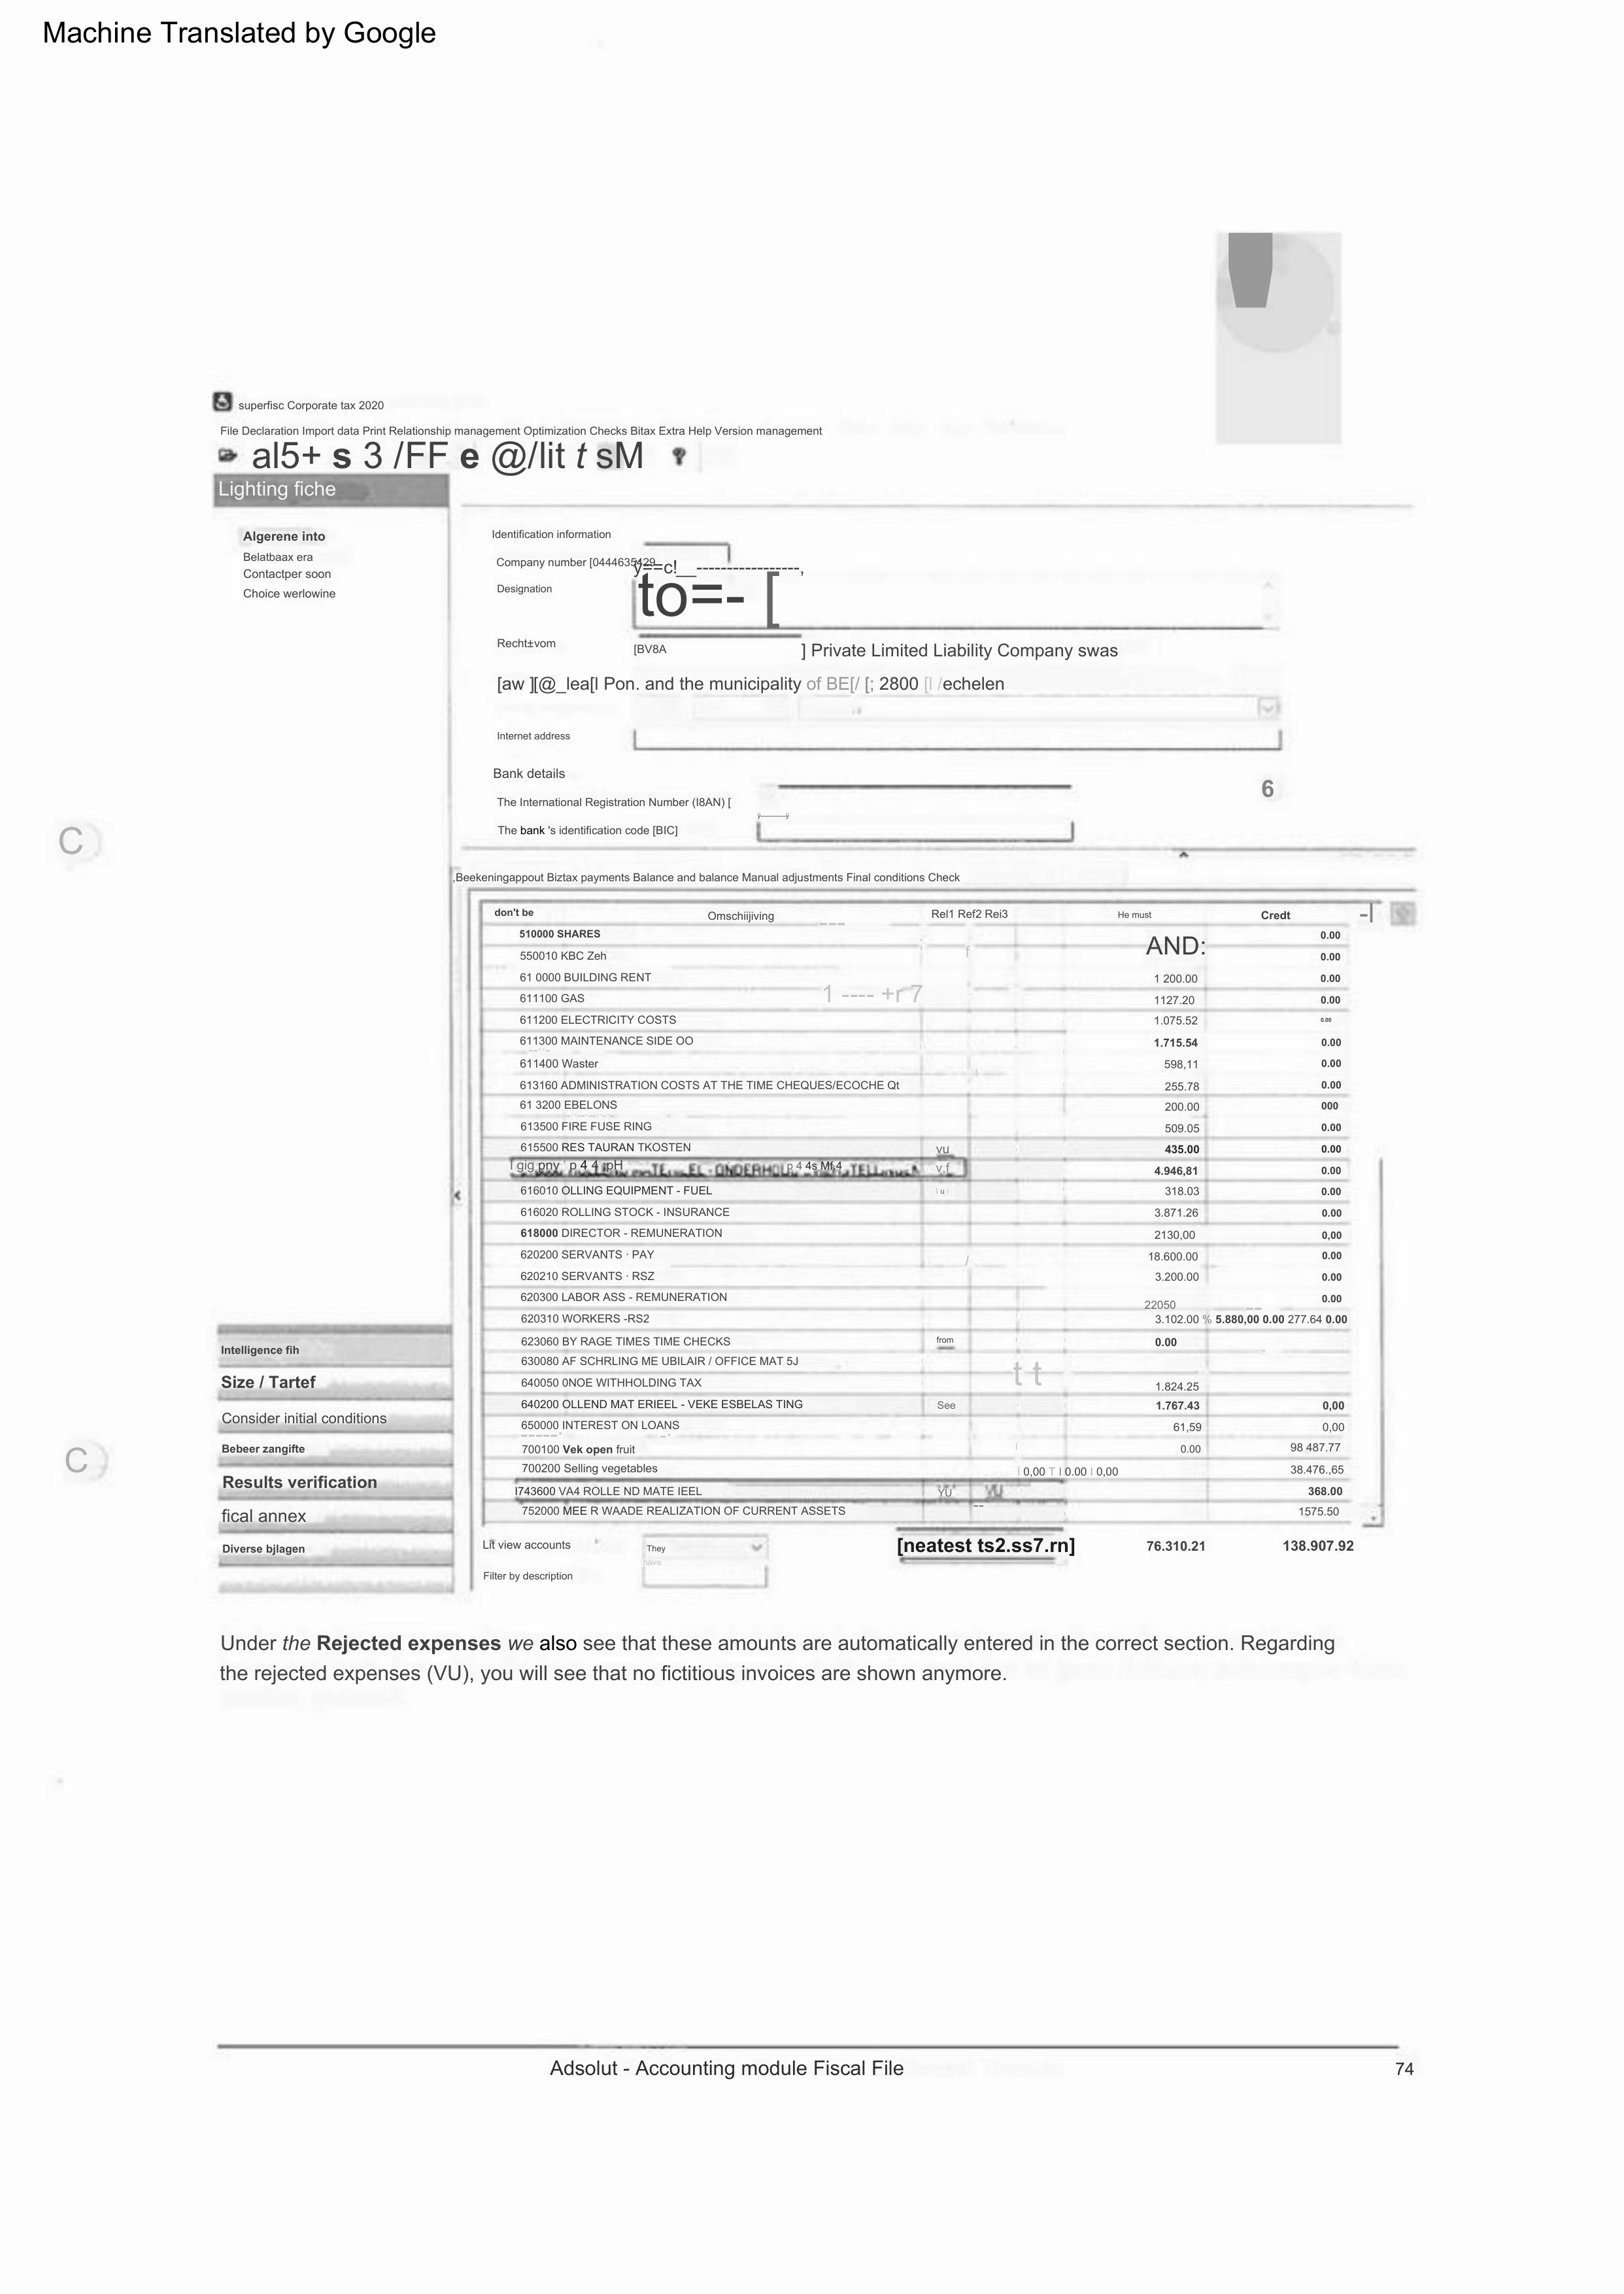 Machine Translated by Google
superfisc Corporate tax 2020
File Declaration Import data Print Relationship management Optimization Checks Bitax Extra Help Version management
al5+ s 3 /FF e @/lit t sM
Lighting fiche
Algerene into
Belatbaax era
Contactper soon
Choice werlowine
Identification information
Company number [0444635429
y==c!__-----------------,
Designation
to=- [
Recht±vom
[BV8A ] Private Limited Liability Company swas
[aw ][@_lea[l Pon. and the municipality of BE[/ [; 2800 [l /echelen
Internet address
Bank details
6
The International Registration Number (I8AN) [
The bank 's identification code [BIC]
C
,Beekeningappout Biztax payments Balance and balance Manual adjustments Final conditions Check
don't be Omschiijiving Rel1 Ref2 Rei3 He must Credt
510000 SHARES 0.00
AND:
550010 KBC Zeh 0.00
61 0000 BUILDING RENT 1 200.00 0.00
1 ---- +r 7
611100 GAS 1127.20 0.00
611200 ELECTRICITY COSTS 1.075.52 0.00
611300 MAINTENANCE SIDE OO 1.715.54 0.00
611400 Waster 598,11 0.00
613160 ADMINISTRATION COSTS AT THE TIME CHEQUES/ECOCHE Qt 255.78 0.00
61 3200 EBELONS 200.00 000
613500 FIRE FUSE RING 509.05 0.00
615500 RES TAURAN TKOSTEN vu 435.00 0.00
p 4 4s Mf 4 v,f 4.946,81 0.00
616010 OLLING EQUIPMENT - FUEL u 318.03 0.00
616020 ROLLING STOCK - INSURANCE 3.871.26 0.00
618000 DIRECTOR - REMUNERATION 2130,00 0,00
620200 SERVANTS · PAY 18.600.00 0.00
620210 SERVANTS · RSZ 3.200.00 0.00
620300 LABOR ASS - REMUNERATION 22050 0.00
620310 WORKERS -RS2 3.102.00 % 5.880,00 0.00 277.64 0.00
623060 BY RAGE TIMES TIME CHECKS from 0.00
630080 AF SCHRLING ME UBILAIR / OFFICE MAT 5J
t t
640050 0NOE WITHHOLDING TAX 1.824.25
640200 OLLEND MAT ERIEEL - VEKE ESBELAS TING See 1.767.43 0,00
650000 INTEREST ON LOANS 61,59 0,00
700100 Vek open fruit 0.00 98 487.77
700200 Selling vegetables 0,00 T I 0.00 I 0,00 38.476.,65
I743600 VA4 ROLLE ND MATE IEEL YU' VU 368.00
752000 MEE R WAADE REALIZATION OF CURRENT ASSETS 1575.50
Intelligence fih
Size / Tartef
Consider initial conditions
Bebeer zangifte
C
Results verification
fical annex
Diverse bjlagen
Lit view accounts They have [neatest ts2.ss7.rn] 76.310.21 138.907.92
Filter by description
Under the Rejected expenses we also see that these amounts are automatically entered in the correct section. Regarding
the rejected expenses (VU), you will see that no fictitious invoices are shown anymore.
Adsolut - Accounting module Fiscal File 74